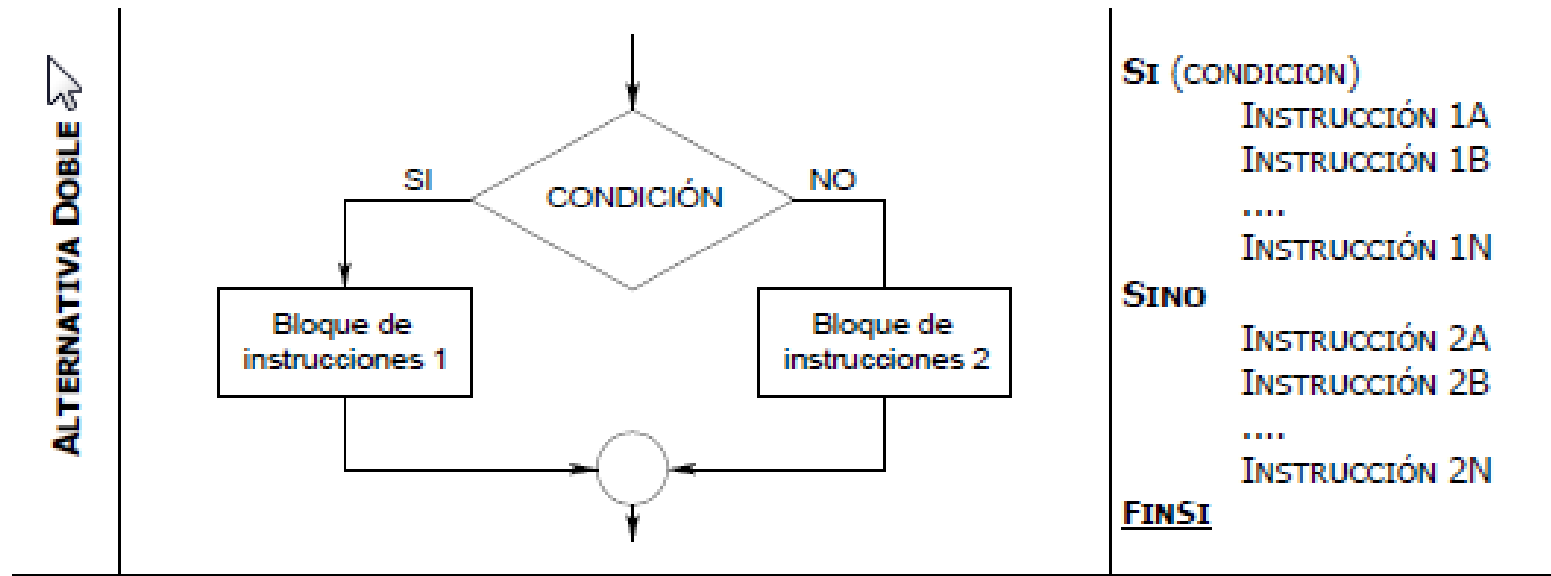 ALTERNATIVA DOBLE
SI
CONDICIÓN
NO
Bloque de
instrucciones 1
Bloque de
instrucciones 2
SI (CONDICION)
INSTRUCCIÓN 1A
INSTRUCCIÓN 1B
....
INSTRUCCIÓN 1N
SINO
INSTRUCCIÓN 2A
INSTRUCCIÓN 2B
....
INSTRUCCIÓN 2N
FINSI